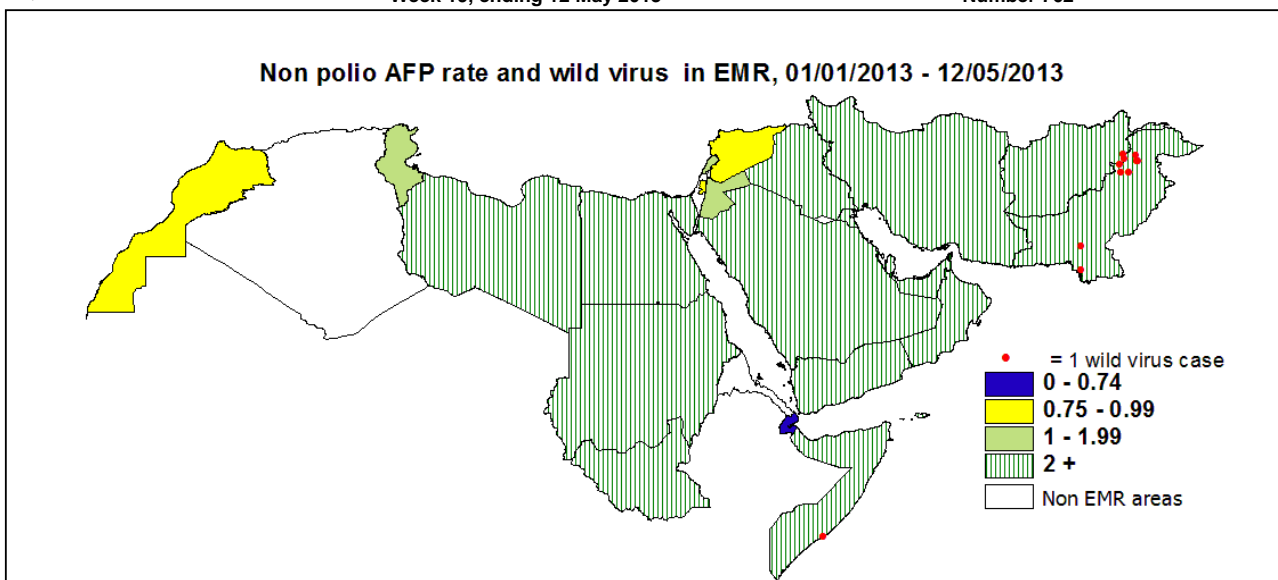 Non polio AFP rate and wild virus in EMR, 01/01/2013 - 12/05/2013
= 1 wild virus case
0 - 0.74
0.75 - 0.99
1 - 1.99
2 +
Non EMR areas